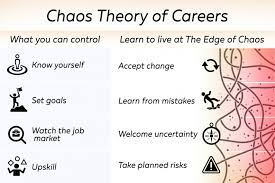 Chaos Theory of Careers
What you can control
Learn to live at The Edge of Chaos
Know yourself
Accept change
Set goals
Learn from mistakes
Watch the job
market
Welcome uncertainty
Upskill
Take planned risks